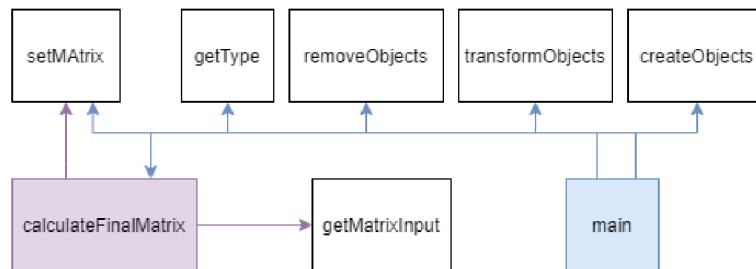 setMAtrix
getType
removeObjects
transformObjects
createObjects
calculateFinalMatrix
getMatrixInput
main